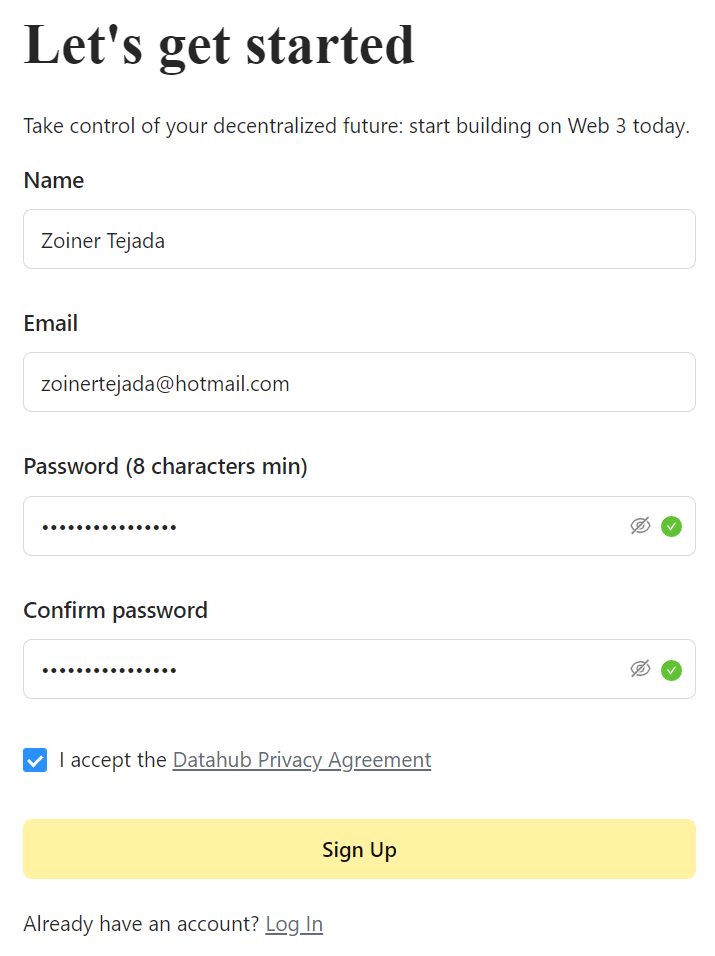 Let's get started
Take control of your decentralized future: start building on Web 3 today.
Name
Zoiner Tejada
Email
zoinertejada@hotmail.com
Password (8 characters min)
••••••••••••••••
Confirm password
••••••••••••••••
I accept the Datahub Privacy Agreement
Sign Up
Already have an account? Log In